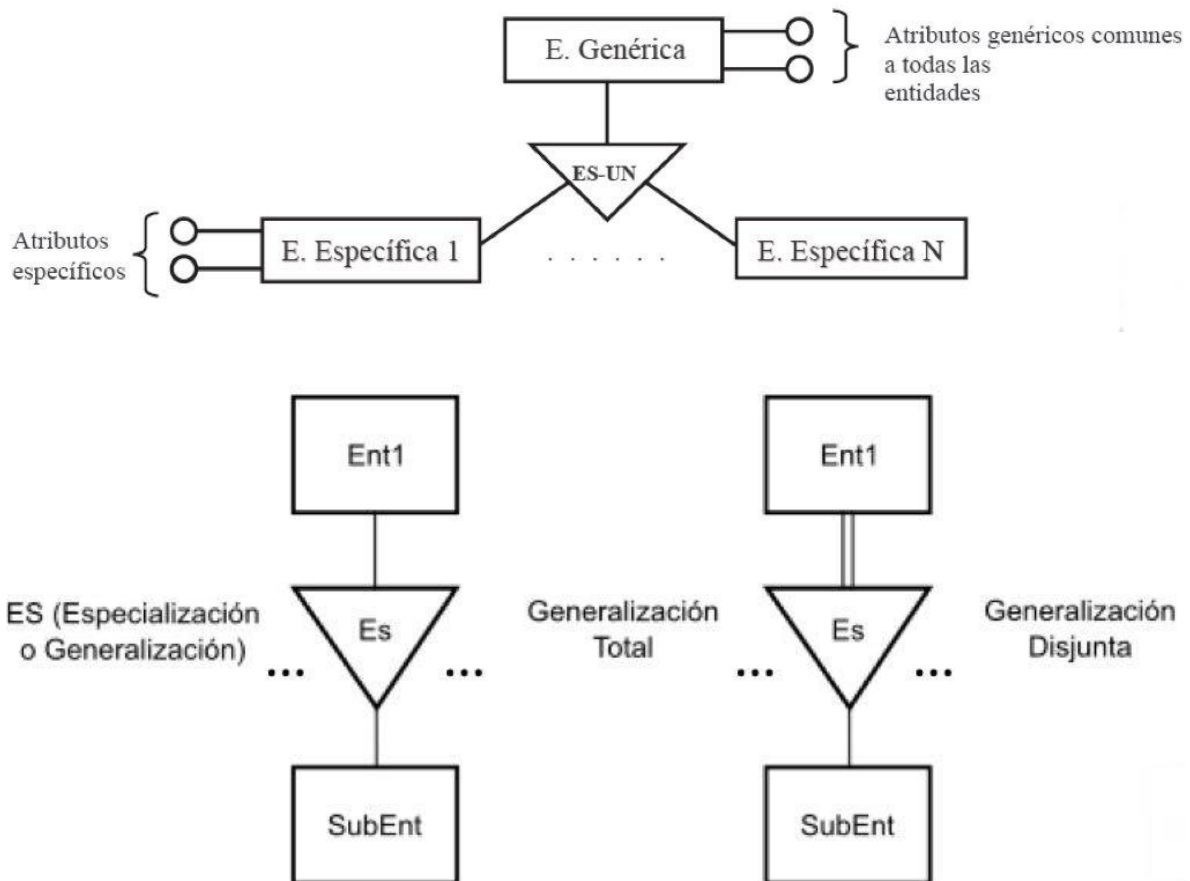 E. Genérica
Atributos genéricos comunes
a todas las
entidades
ES-UN
Atributos
específicos
E. Específica 1
. . . . . .
E. Específica N
Ent1
Ent1
ES (Especialización
o Generalización)
...
Es
...
Generalización
Total
...
Es
...
Generalización
Disjunta
SubEnt
SubEnt